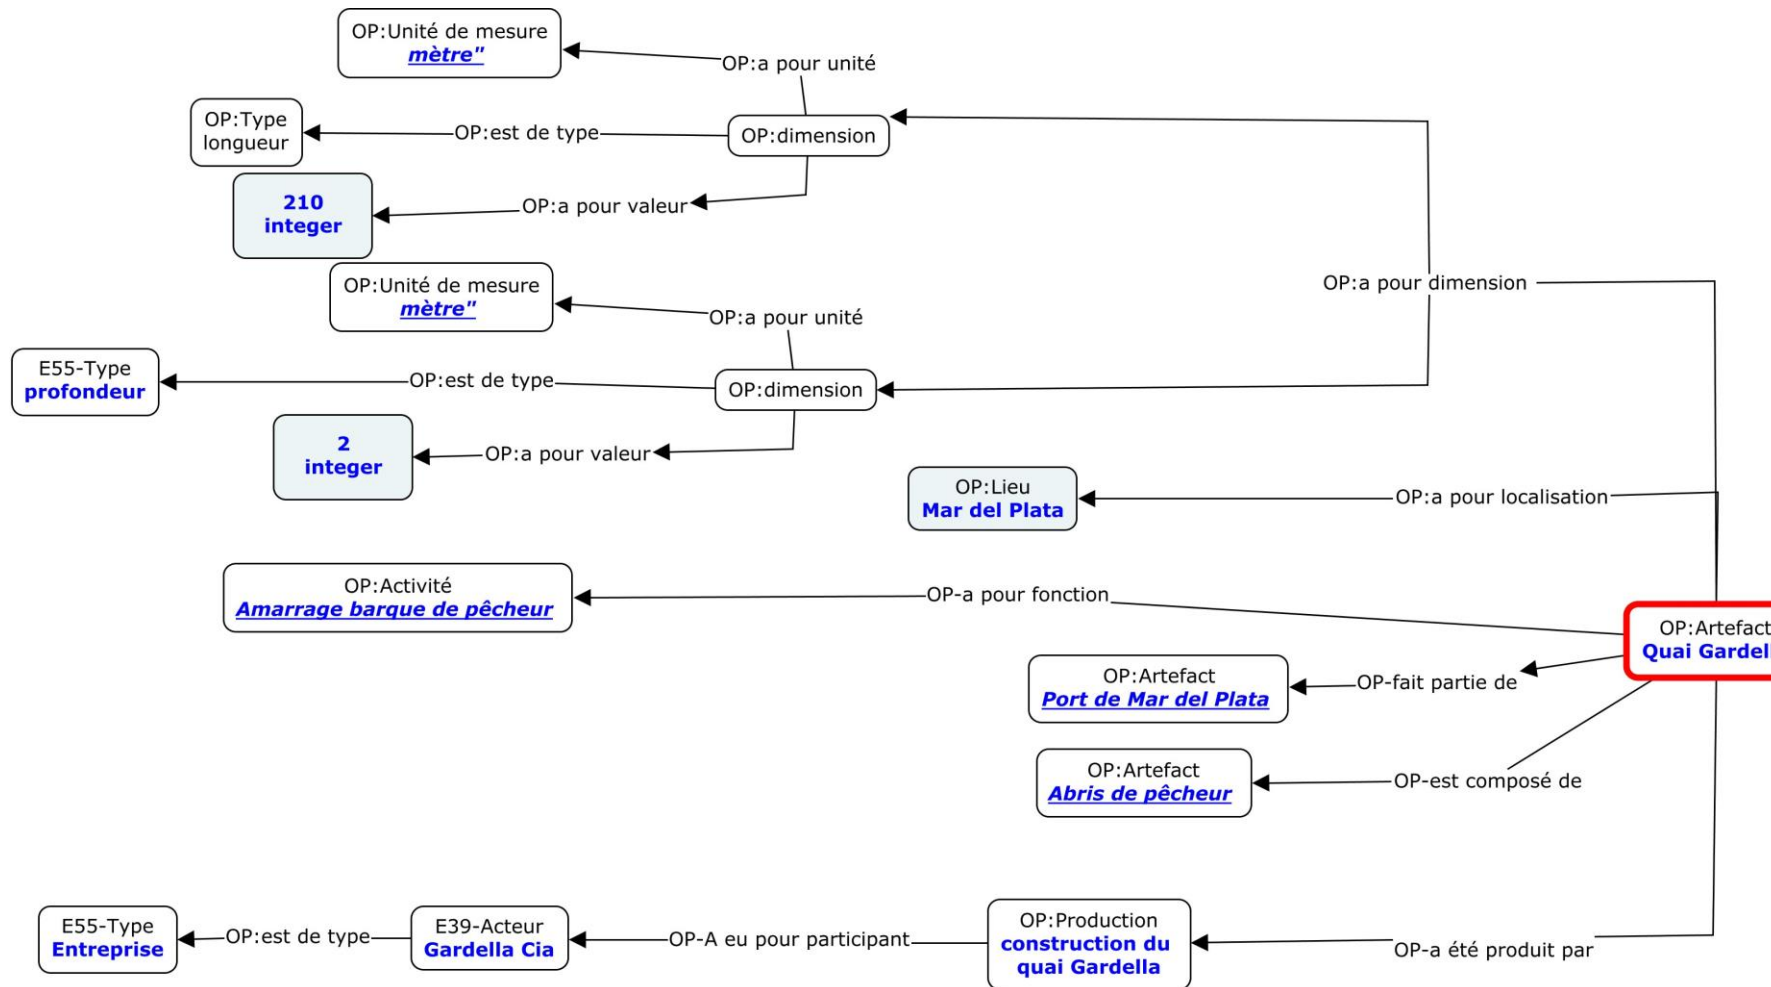 OP:Unité de mesure
mètre"
OP:a pour unité
OP:Type
longueur
OP:est de type
OP:dimension
210
integer
OP:a pour valeur
OP:Unité de mesure
mètre"
OP:a pour unité
OP:a pour dimension
E55-Type
profondeur
OP:est de type
OP:dimension
2
integer
OP:a pour valeur
OP:Lieu
Mar del Plata
OP:a pour localisation
OP:Activité
Amarrage barque de pêcheur
OP-a pour fonction
OP:Artefact
Quai Gardell
OP:Artefact
Port de Mar del Plata
OP-fait partie de
OP:Artefact
Abris de pêcheur
OP-est composé de
E55-Type
Entreprise
OP:est de type
E39-Acteur
Gardella Cia
OP-A eu pour participant
OP:Production
construction du
quai Gardella
OP-a été produit par